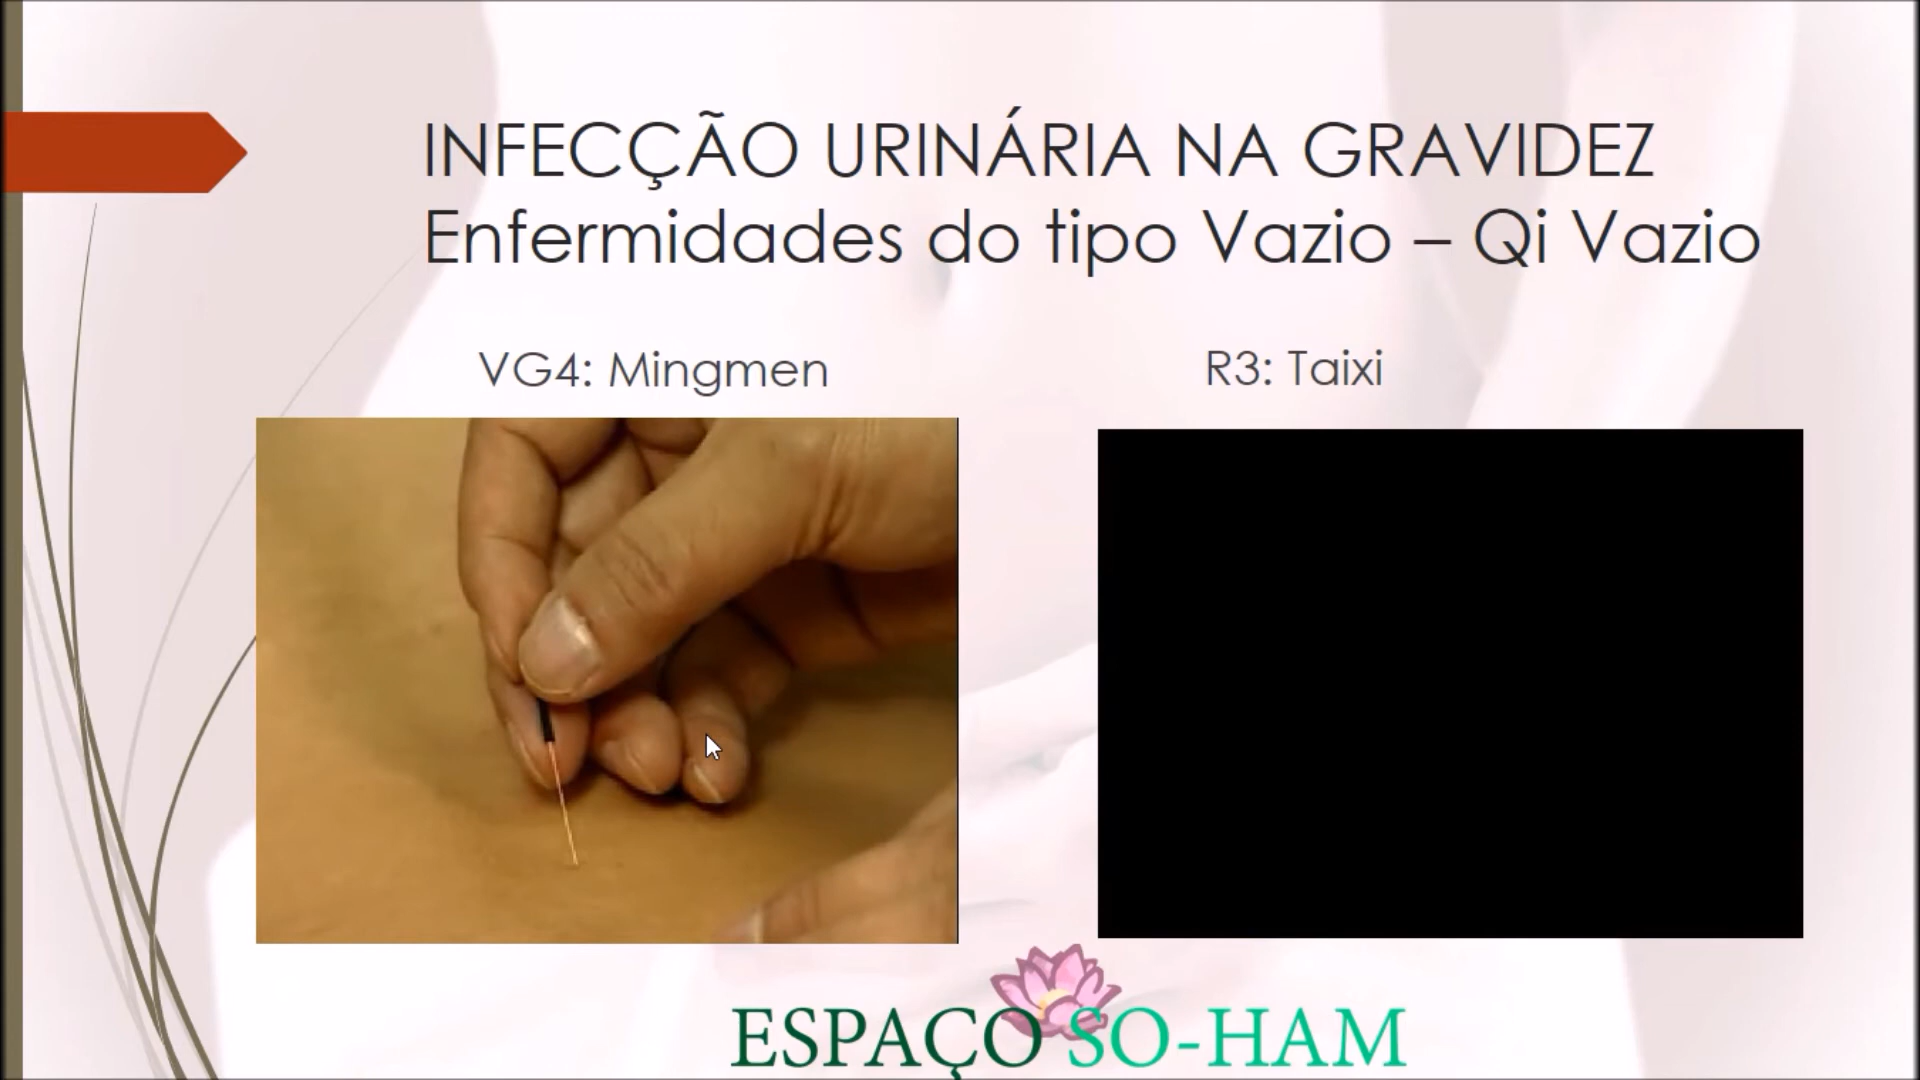 INFECÇÃO URINÁRIA NA GRAVIDEZ
Enfermidades do tipo Vazio – Qi Vazio
VG4: Mingmen
R3: Taixi
ESPAÇO SO-HAM